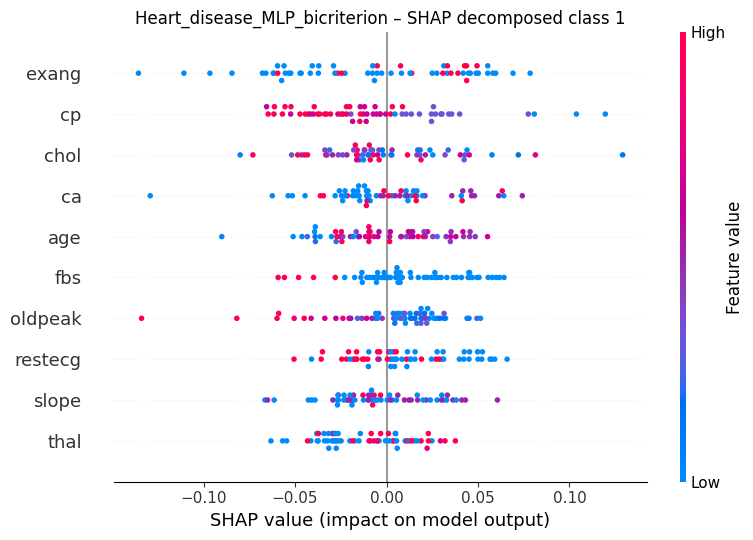 Heart_disease_MLP_bicriterion – SHAP decomposed class 1
High
exang
cp
chol
ca
age
fbs
oldpeak
restecg
slope
thal
Feature value
Low
−0.10 −0.05 0.00 0.05 0.10
SHAP value (impact on model output)